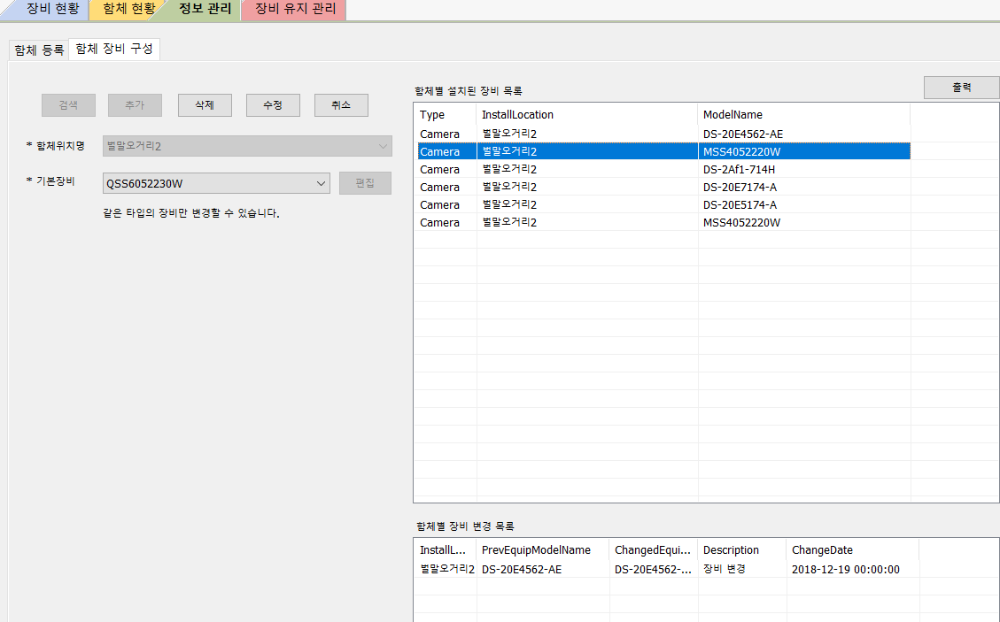 장비 현황 함체 현황 정보 관리 장비 유지 관리
함체 등록 함체 장비 구성
검색 추가 삭제 수정 취소
* 함체위치명 벌말오거리2
* 기본장비 QSS6052230W 편집
같은 타입의 장비만 변경할 수 있습니다.
함체별 설치된 장비 목록 출력
Type InstallLocation ModelName
Camera 벌말오거리2 DS-20E4562-AE
Camera 벌말오거리2 MSS4052220W
Camera 벌말오거리2 DS-2Af1-714H
Camera 벌말오거리2 DS-20E7174-A
Camera 벌말오거리2 DS-20E5174-A
Camera 벌말오거리2 MSS4052220W
함체별 장비 변경 목록
InstallL... PrevEquipModelName ChangedEqui... Description ChangeDate
벌말오거리2 DS-20E4562-AE DS-20E4562-... 장비 변경 2018-12-19 00:00:00